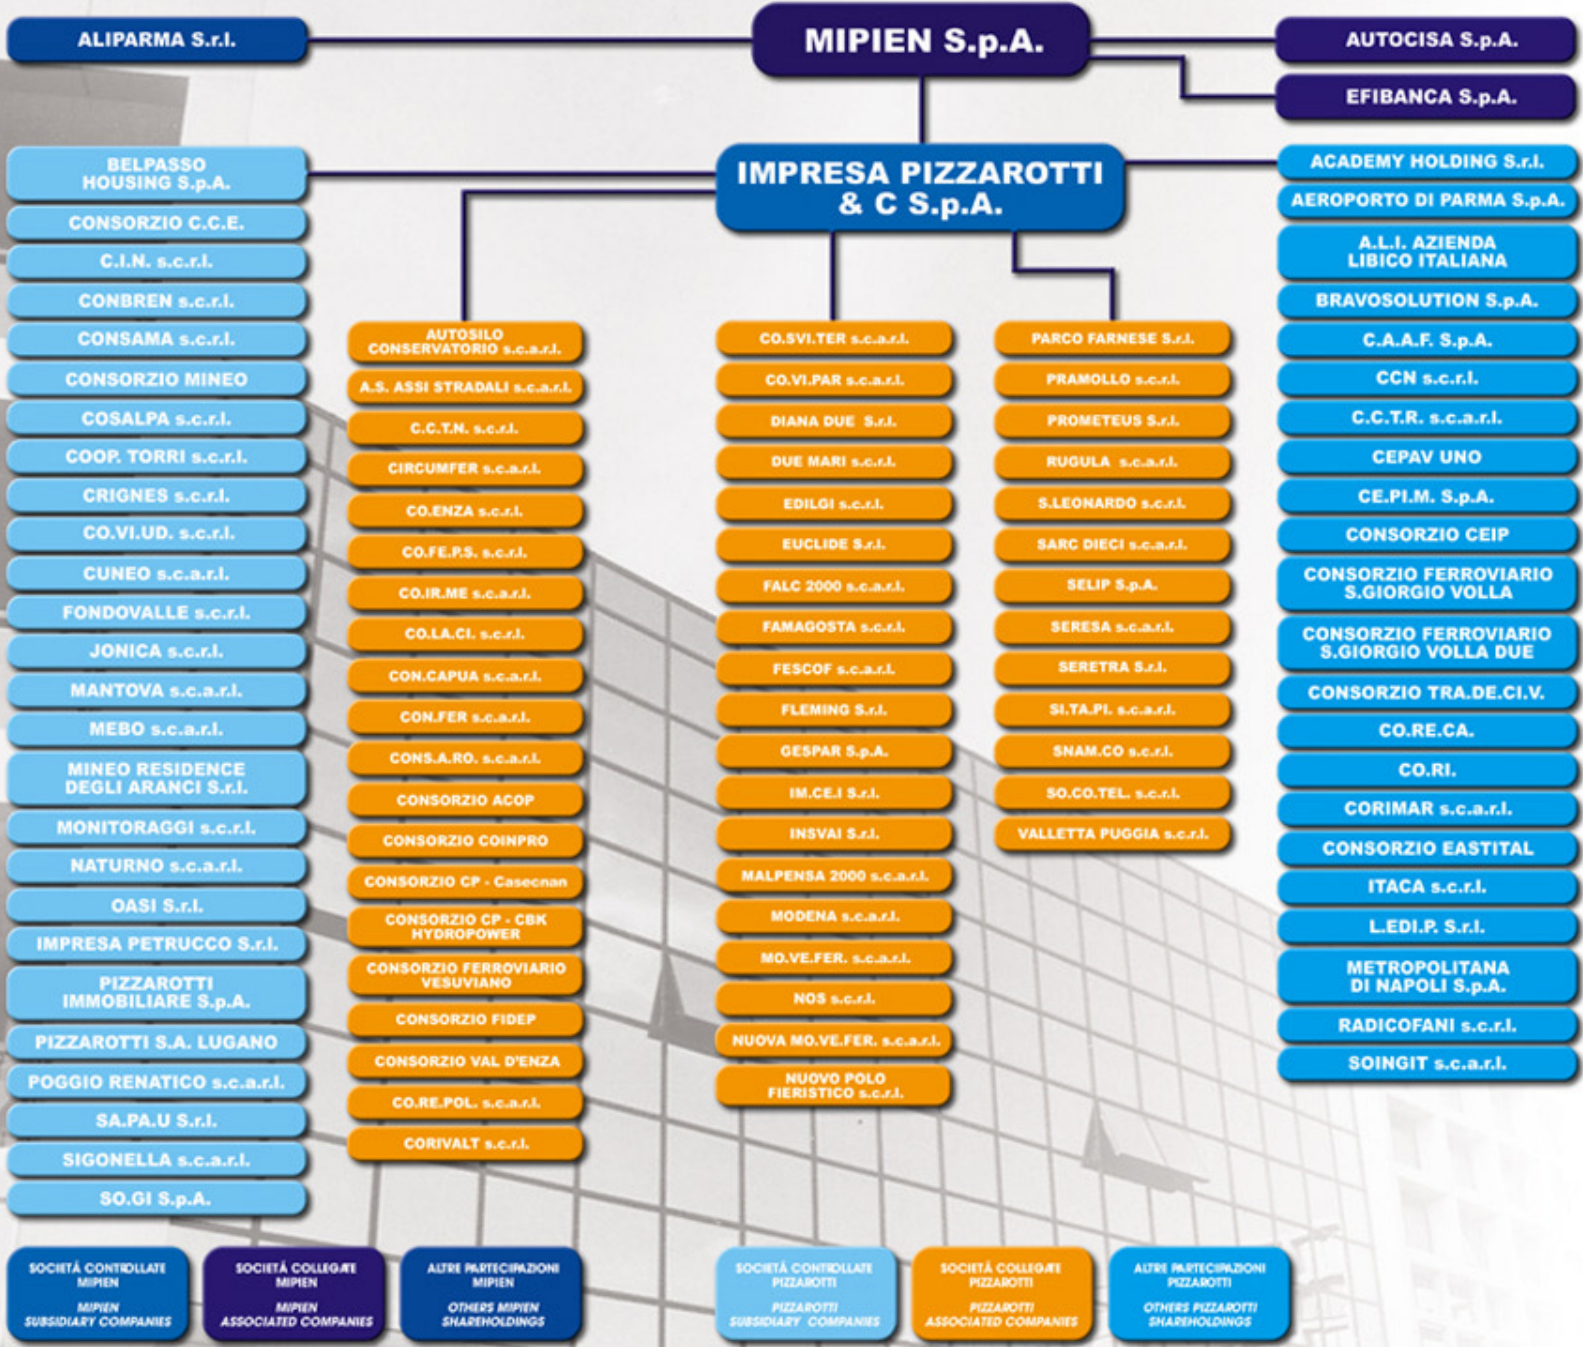 ALIPARMA S.r.l.
MIPIEN S.p.A.
AUTOCISA S.p.A.
EFIBANCA S.p.A.
IMPRESA PIZZAROTTI
& C S.p.A.
BELPASSO
HOUSING S.p.A.
CONSORZIO C.C.E.
C.I.N. s.c.r.l.
CONBREN s.c.r.l.
CONSAMA s.c.r.l.
CONSORZIO MINEO
COSALPA s.c.r.l.
COOP. TORRI s.c.r.l.
CRIGNES s.c.r.l.
CO.VI.UD. s.c.r.l.
CUNEO s.c.a.r.l.
FONDOVALLE s.c.r.l.
JONICA s.c.r.l.
MANTOVA s.c.a.r.l.
MEBO s.c.a.r.l.
MINEO RESIDENCE
DEGLI ARANCI S.r.l.
MONITORAGGI s.c.r.l.
NATURNO s.c.a.r.l.
OASI S.r.l.
IMPRESA PETRUCCO S.r.l.
PIZZAROTTI
IMMOBILIARE S.p.A.
PIZZAROTTI S.A. LUGANO
POGGIO RENATICO s.c.a.r.l.
SA.PA.U S.r.l.
SIGONELLA s.c.a.r.l.
SO.GI S.p.A.
AUTOSILO
CONSERVATORIO s.c.a.r.l.
A.S. ASSI STRADALI s.c.a.r.l.
C.C.T.N. s.c.r.l.
CIRCUMFER s.c.a.r.l.
CO.ENZA s.c.r.l.
CO.FE.P.S. s.c.r.l.
CO.IR.ME s.c.a.r.l.
CO.LA.CI. s.c.r.l.
CON.CAPUA s.c.a.r.l.
CON.FER s.c.a.r.l.
CONS.A.RO. s.c.a.r.l.
CONSORZIO ACOP
CONSORZIO COINPRO
CONSORZIO CP - Casecnan
CONSORZIO CP - CBK
HYDROPOWER
CONSORZIO FERROVIARIO
VESUVIANO
CONSORZIO FIDEP
CONSORZIO VAL D'ENZA
CO.RE.POL. s.c.a.r.l.
CORIVALT s.c.r.l.
CO.SVI.TER s.c.a.r.l.
CO.VI.PAR s.c.a.r.l.
DIANA DUE S.r.l.
DUE MARI s.c.r.l.
EDILGI s.c.r.l.
EUCLIDE S.r.l.
FALC 2000 s.c.a.r.l.
FAMAGOSTA s.c.r.l.
FESCOF s.c.a.r.l.
FLEMING S.r.l.
GESPAR S.p.A.
IM.CE.I S.r.l.
INSVAI S.r.l.
MALPENSA 2000 s.c.a.r.l.
MODENA s.c.a.r.l.
MO.VE.FER. s.c.a.r.l.
NOS s.c.r.l.
NUOVA MO.VE.FER. s.c.a.r.l.
NUOVO POLO
FIERISTICO s.c.r.l.
PARCO FARNESE S.r.l.
PRAMOLLO s.c.r.l.
PROMETEUS S.r.l.
RUGULA s.c.a.r.l.
S.LEONARDO s.c.r.l.
SARC DIECI s.c.a.r.l.
SELIP S.p.A.
SERESA s.c.a.r.l.
SERETRA S.r.l.
SI.TA.PI. s.c.a.r.l.
SNAM.CO s.c.r.l.
SO.CO.TEL. s.c.r.l.
VALLETTA PUGGIA s.c.r.l.
ACADEMY HOLDING S.r.l.
AEROPORTO DI PARMA S.p.A.
A.L.I. AZIENDA
LIBICO ITALIANA
BRAVOSOLUTION S.p.A.
C.A.A.F. S.p.A.
CCN s.c.r.l.
C.C.T.R. s.c.a.r.l.
CEPAV UNO
CE.PI.M. S.p.A.
CONSORZIO CEIP
CONSORZIO FERROVIARIO
S.GIORGIO VOLLA
CONSORZIO FERROVIARIO
S.GIORGIO VOLLA DUE
CONSORZIO TRA.DE.CI.V.
CO.RE.CA.
CO.RI.
CORIMAR s.c.a.r.l.
CONSORZIO EASTITAL
ITACA s.c.r.l.
L.EDI.P. S.r.l.
METROPOLITANA
DI NAPOLI S.p.A.
RADICOFANI s.c.r.l.
SOINGIT s.c.a.r.l.
SOCIETÁ CONTROLLATE
MIPIEN
MIPIEN
SUBSIDIARY COMPANIES
SOCIETÁ COLLEGATE
MIPIEN
MIPIEN
ASSOCIATED COMPANIES
ALTRE PARTECIPAZIONI
MIPIEN
OTHERS MIPIEN
SHAREHOLDINGS
SOCIETÁ CONTROLLATE
PIZZAROTTI
PIZZAROTTI
SUBSIDIARY COMPANIES
SOCIETÁ COLLEGATE
PIZZAROTTI
PIZZAROTTI
ASSOCIATED COMPANIES
ALTRE PARTECIPAZIONI
PIZZAROTTI
OTHERS PIZZAROTTI
SHAREHOLDINGS